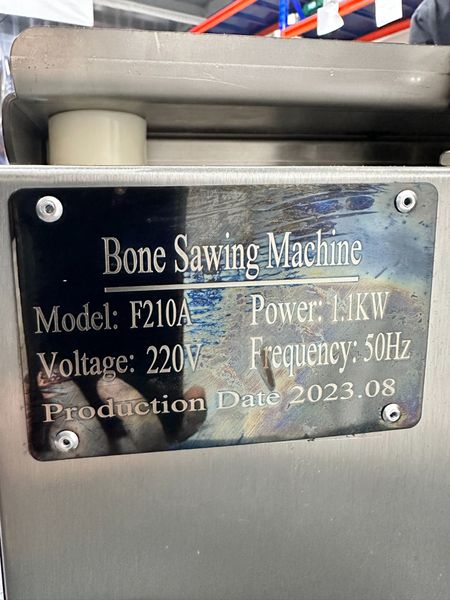 Bone Sawing Machine
Model: F210A Power: 1.1KW
Voltage: 220V Frequency: 50Hz
Production Date 2023.08